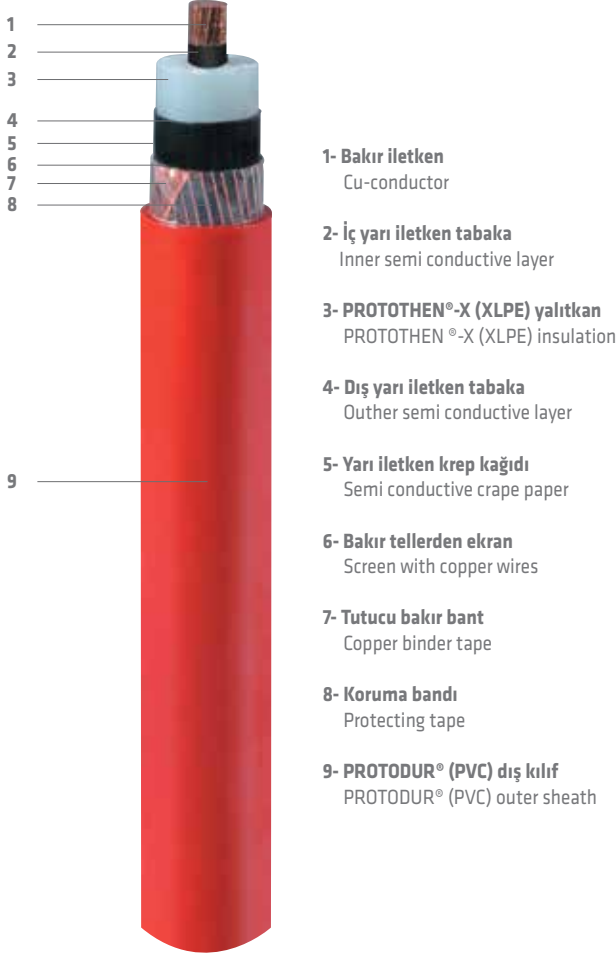 1
2
3
4
5
6
7
8
9
1- Bakır iletken
Cu-conductor
2- İç yarı iletken tabaka
Inner semi conductive layer
3- PROTOTHEN®-X (XLPE) yalıtkan
PROTOTHEN ®-X (XLPE) insulation
4- Dış yarı iletken tabaka
Outher semi conductive layer
5- Yarı iletken krep kağıdı
Semi conductive crape paper
6- Bakır tellerden ekran
Screen with copper wires
7- Tutucu bakır bant
Copper binder tape
8- Koruma bandı
Protecting tape
9- PROTODUR® (PVC) dış kılıf
PROTODUR® (PVC) outer sheath